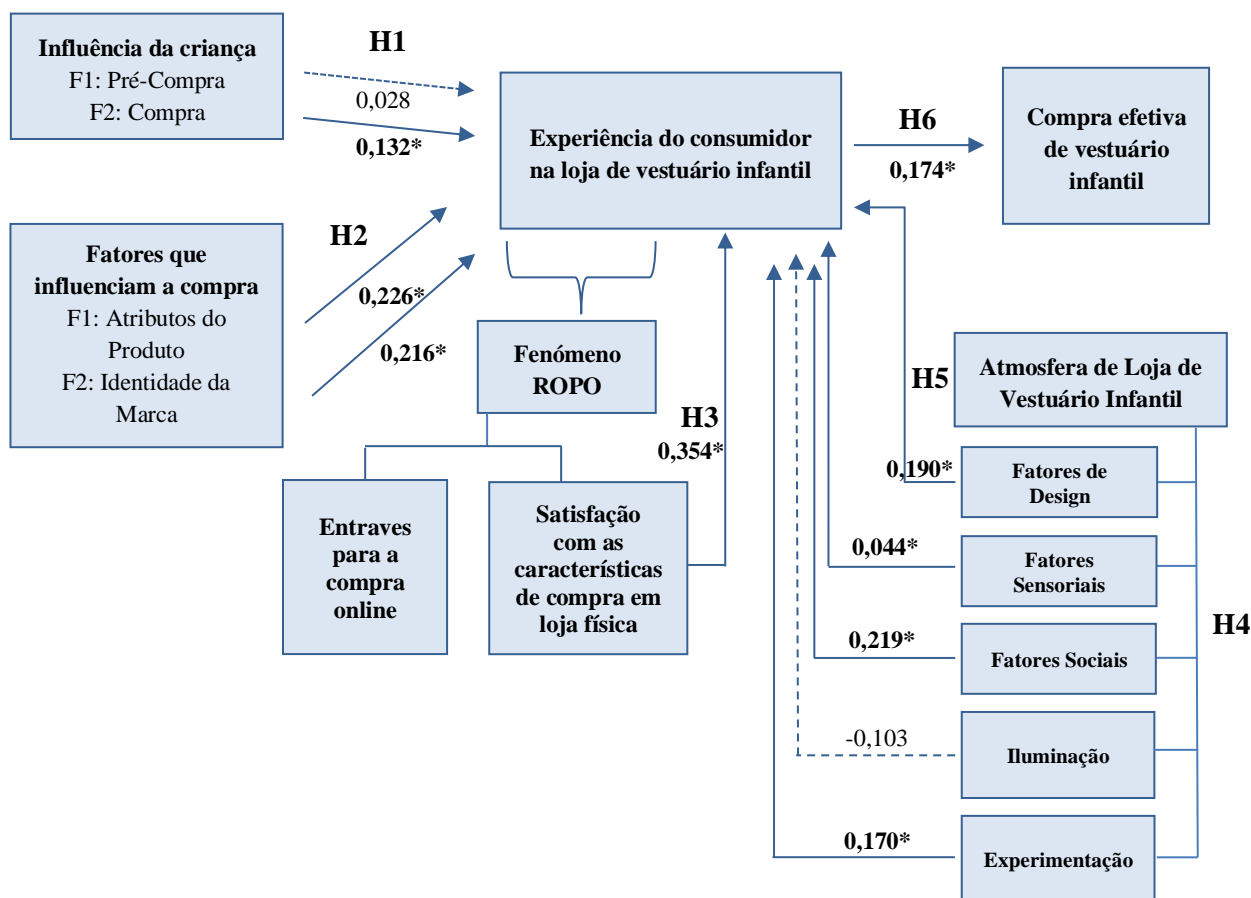 Influência da criança
F1: Pré-Compra
F2: Compra
H1
0,028
0,132*
Experiência do consumidor
na loja de vestuário infantil
H6
0,174*
Compra efetiva
de vestuário
infantil
Fatores que
influenciam a compra
F1: Atributos do
Produto
F2: Identidade da
Marca
H2
0,226*
0,216*
Fenómeno
ROPO
H3
0,354*
Entraves
para a
compra
online
Satisfação
com as
características
de compra em
loja física
H5
Atmosfera de Loja de
Vestuário Infantil
0,190*
Fatores de
Design
0,044*
Fatores
Sensoriais
H4
0,219*
Fatores Sociais
-0,103
Iluminação
0,170*
Experimentação